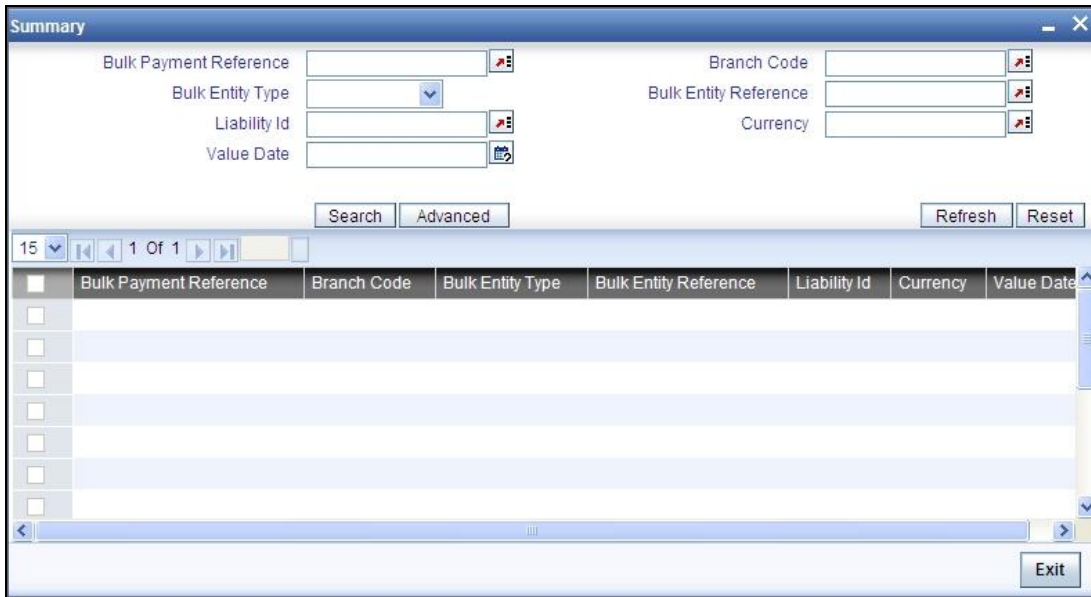 Summary
Bulk Payment Reference Branch Code
Bulk Entity Type Bulk Entity Reference
Liability Id Currency
Value Date
Search Advanced Refresh Reset
15 1 Of 1
Bulk Payment Reference Branch Code Bulk Entity Type Bulk Entity Reference Liability Id Currency Value Date
Exit